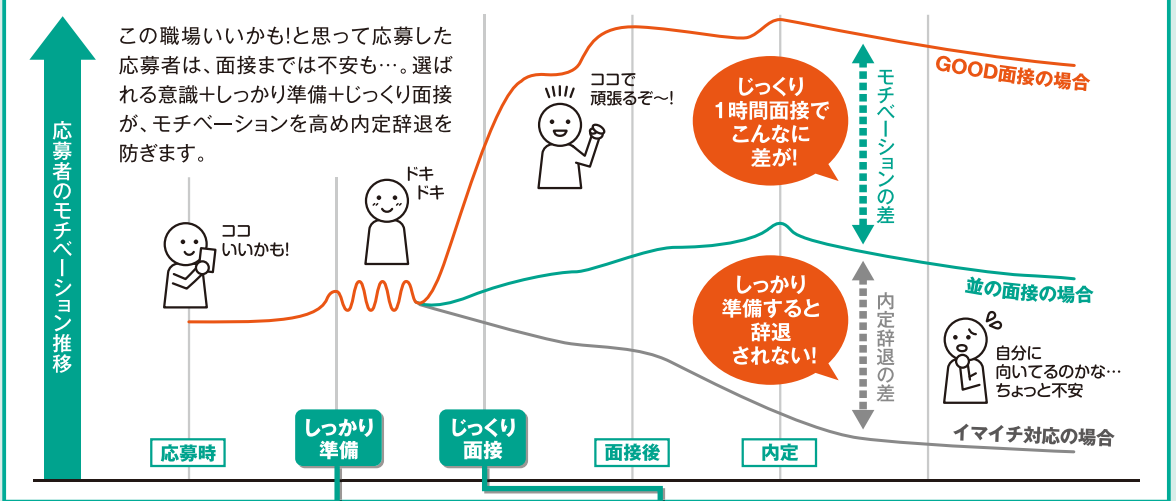 この職場いいかも!と思って応募した
応募者は、面接までは不安も…。選ば
れる意識+しっかり準備+じっくり面接
が、モチベーションを高め内定辞退を
防ぎます。
応募者のモチベーション推移
ココ
いいかも!
ドキ
ドキ
ココで
頑張るぞ〜!
じっくり
1時間面接で
こんなに
差が!
モチベーションの差
GOOD面接の場合
しっかり
準備すると
辞退
されない!
内定辞退の差
並の面接の場合
自分に
向いてるのかな…
ちょっと不安
イマイチ対応の場合
応募時
しっかり
準備
じっくり
面接
面接後
内定